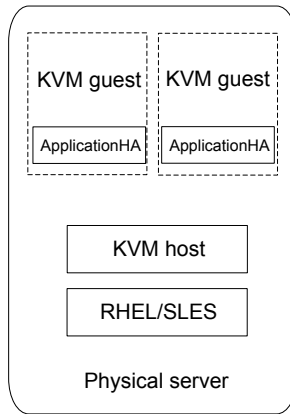 KVM guest
KVM guest
ApplicationHA
ApplicationHA
KVM host
RHEL/SLES
Physical server